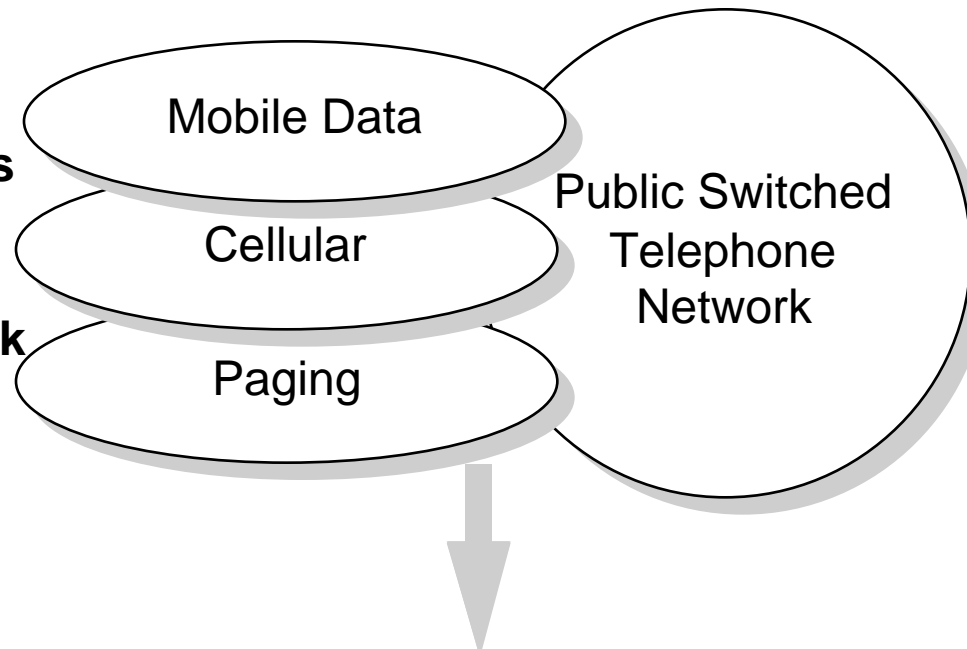 Mobile Data
s
Cellular
k
Paging
Public Switched
Telephone
Network